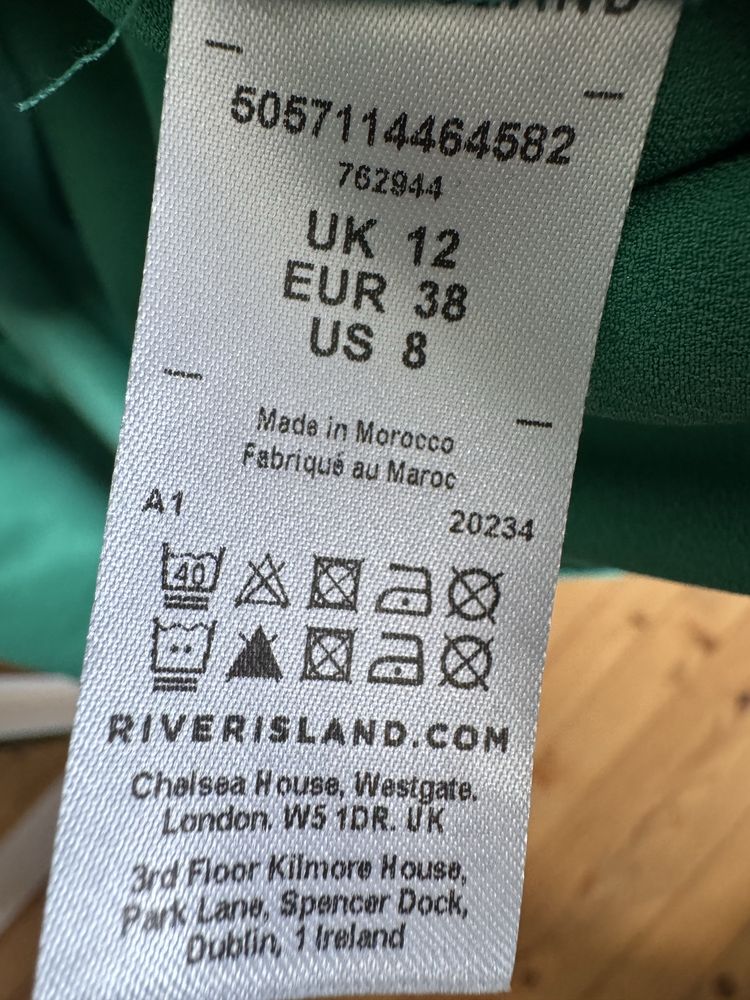 5057114464582
762944
UK 12
EUR 38
US 8
Made in Morocco
Fabriqué au Maroc
A1 20234
40
RIVERISLAND.COM
Chelsea House, Westgate.
London. W5 1DR. UK
3rd Floor Kilmore House,
Park Lane, Spencer Dock,
Dublin, 1 Ireland